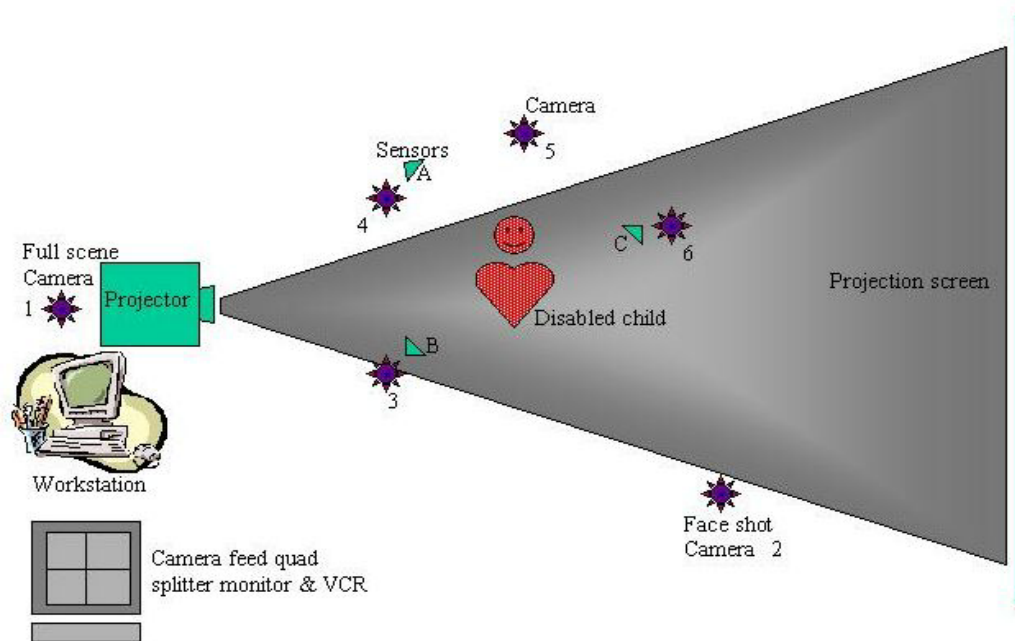 Camera
5
Sensors
A
4
C
6
Full scene
Camera
1
Projector
Projection screen
Disabled child
B
3
Workstation
Face shot
Camera 2
Camera feed quad
splitter monitor & VCR